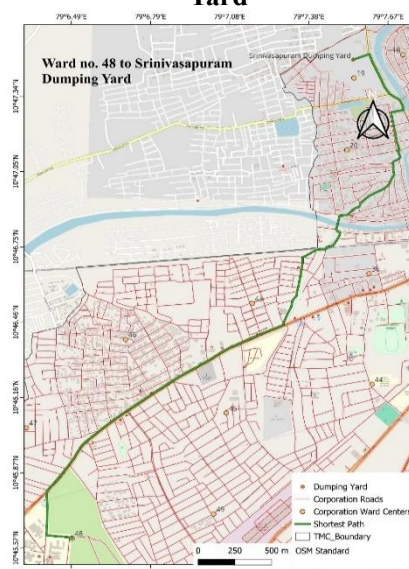 Yard
79°6.49' 79°6.79' 79°7.08' 79°7.38' 79°7.67'
Ward no. 48 to Srinivasapuram
Dumping Yard
Srinivasapuram Dumping Yard
48
19
10°47.34'
20
10°47.05'
10°46.75'
10°46.46'
46
44
10°46.16'
47
10°45.87'
10°45.57'
48
Dumping Yard
Corporation Roads
Corporation Ward Centers
Shortest Path
TMC_Boundary
OSM Standard
0 250 500 m